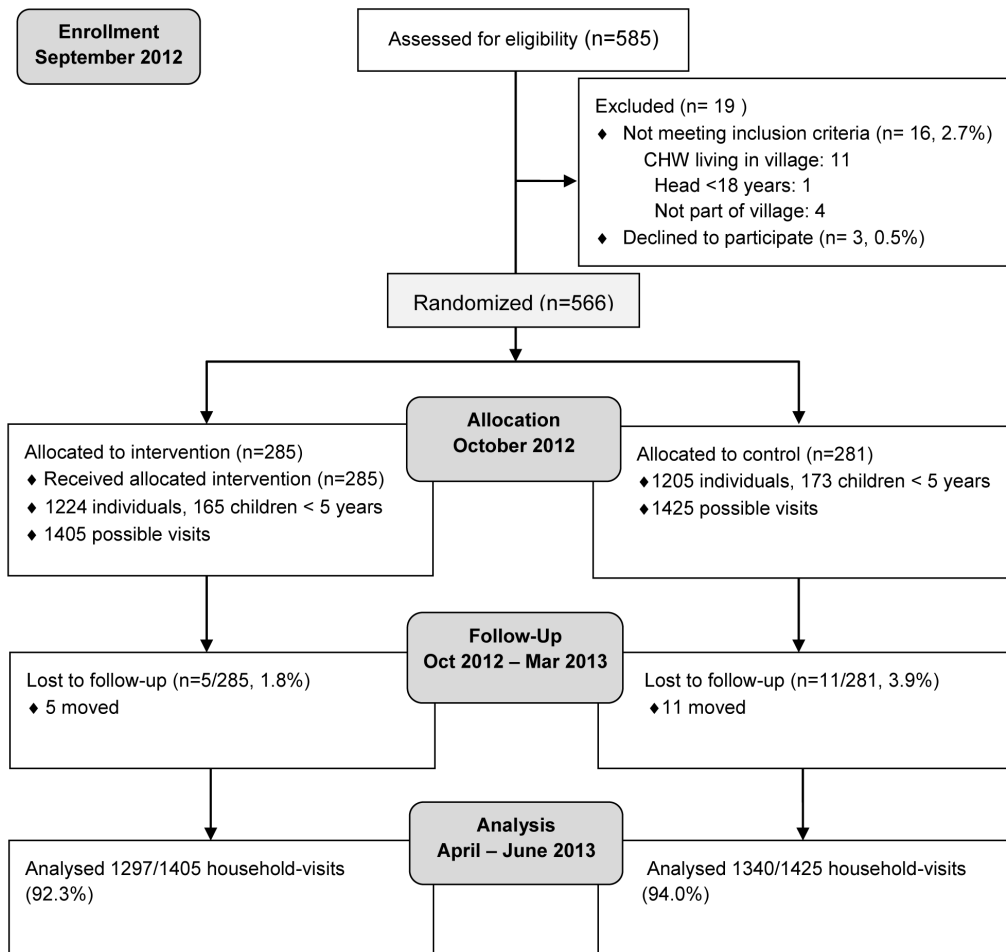 Enrollment
September 2012
Assessed for eligibility (n=585)
Excluded (n= 19 )
♦ Not meeting inclusion criteria (n= 16, 2.7%)
CHW living in village: 11
Head <18 years: 1
Not part of village: 4
♦ Declined to participate (n= 3, 0.5%)
Randomized (n=566)
Allocation
October 2012
Allocated to intervention (n=285)
♦ Received allocated intervention (n=285)
♦ 1224 individuals, 165 children < 5 years
♦ 1405 possible visits
Allocated to control (n=281)
♦1205 individuals, 173 children < 5 years
♦1425 possible visits
Follow-Up
Oct 2012 – Mar 2013
Lost to follow-up (n=5/285, 1.8%)
♦ 5 moved
Lost to follow-up (n=11/281, 3.9%)
♦11 moved
Analysis
April – June 2013
Analysed 1297/1405 household-visits
(92.3%)
Analysed 1340/1425 household-visits
(94.0%)